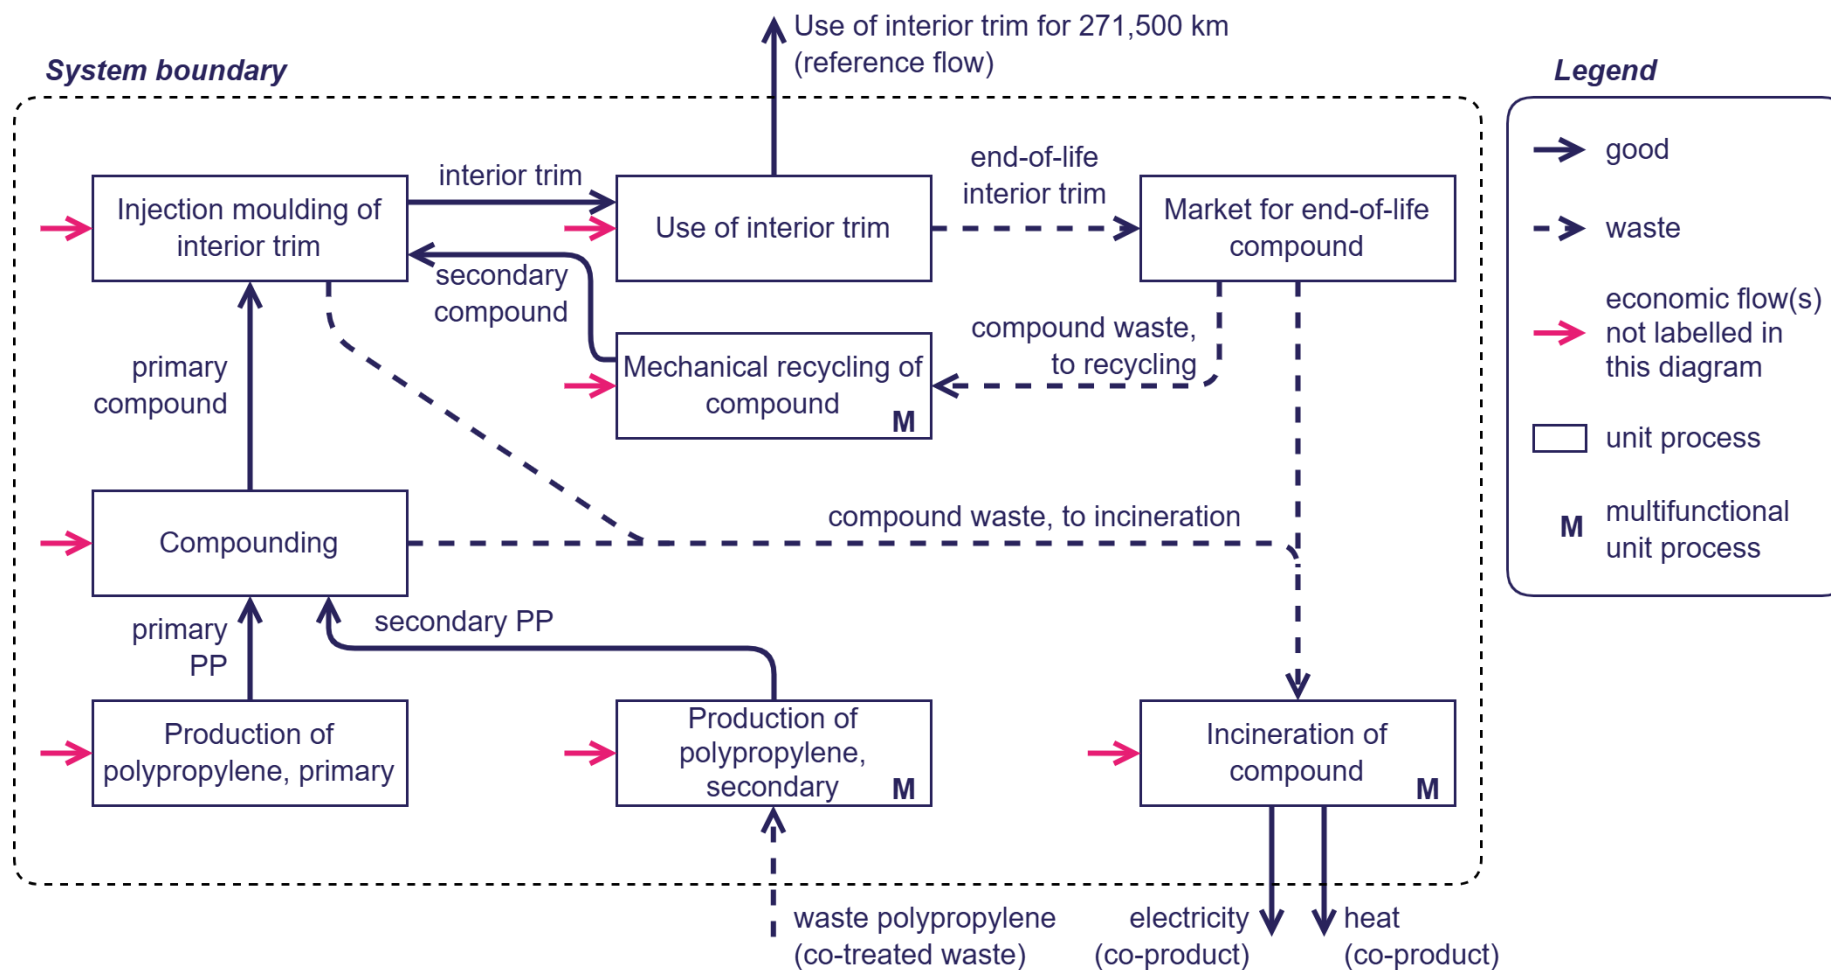 Use of interior trim for 271,500 km
(reference flow)
System boundary
Legend
good
waste
economic flow(s)
not labelled in
this diagram
unit process
M
multifunctional
unit process
Injection moulding of
interior trim
interior trim
Use of interior trim
end-of-life
interior trim
Market for end-of-life
compound
secondary
compound
compound waste,
to recycling
Mechanical recycling of
compound
M
primary
compound
Compounding
compound waste, to incineration
primary
PP
secondary PP
Production of
polypropylene, primary
Production of
polypropylene,
secondary
M
Incineration of
compound
M
waste polypropylene
(co-treated waste)
electricity
(co-product)
heat
(co-product)